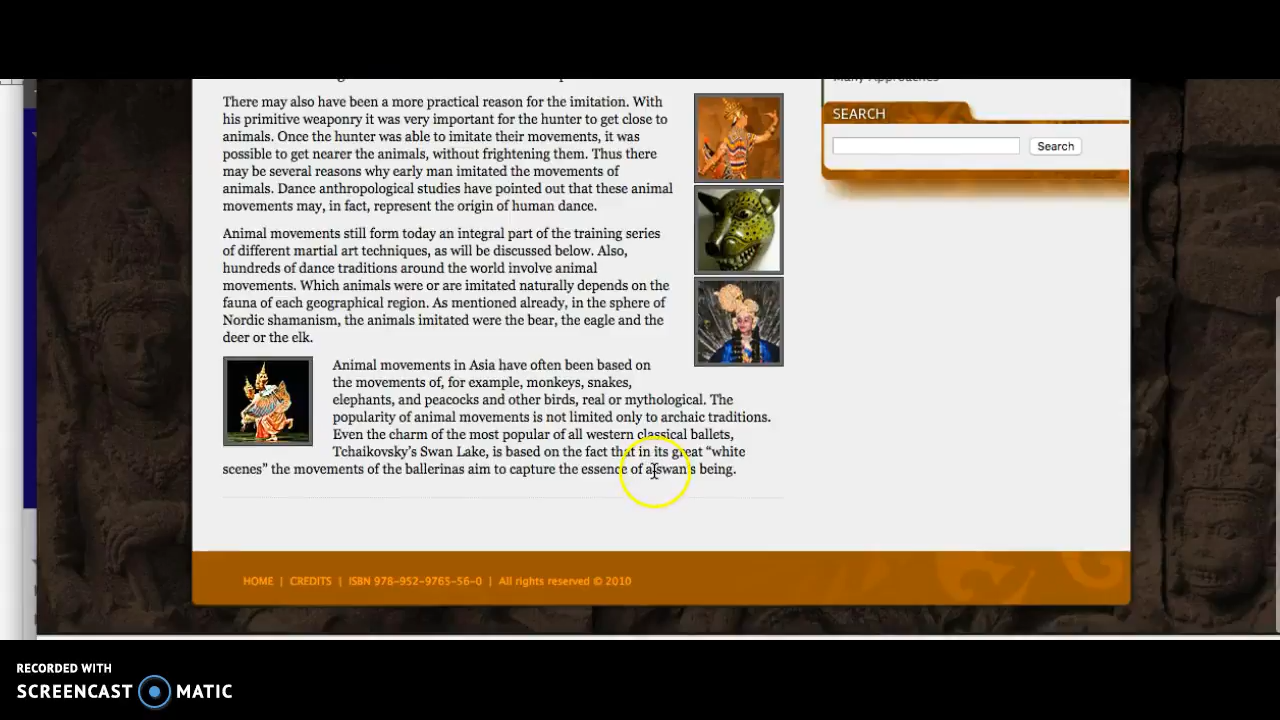 There may also have been a more practical reason for the imitation. With
his primitive weaponry it was very important for the hunter to get close to
animals. Once the hunter was able to imitate their movements, it was
possible to get nearer the animals, without frightening them. Thus there
may be several reasons why early man imitated the movements of
animals. Dance anthropological studies have pointed out that these animal
movements may, in fact, represent the origin of human dance.
Animal movements still form today an integral part of the training series
of different martial art techniques, as will be discussed below. Also,
hundreds of dance traditions around the world involve animal
movements. Which animals were or are imitated naturally depends on the
fauna of each geographical region. As mentioned already, in the sphere of
Nordic shamanism, the animals imitated were the bear, the eagle and the
deer or the elk.
Animal movements in Asia have often been based on
the movements of, for example, monkeys, snakes,
elephants, and peacocks and other birds, real or mythological. The
popularity of animal movements is not limited only to archaic traditions.
Even the charm of the most popular of all western classical ballets,
Tchaikovsky's Swan Lake, is based on the fact that in its great “white
scenes” the movements of the ballerinas aim to capture the essence of a swan's being.
Many Approaches
SEARCH
Search
HOME | CREDITS | ISBN 978-952-9765-56-0 | All rights reserved © 2010
RECORDED WITH
SCREENCAST MATIC